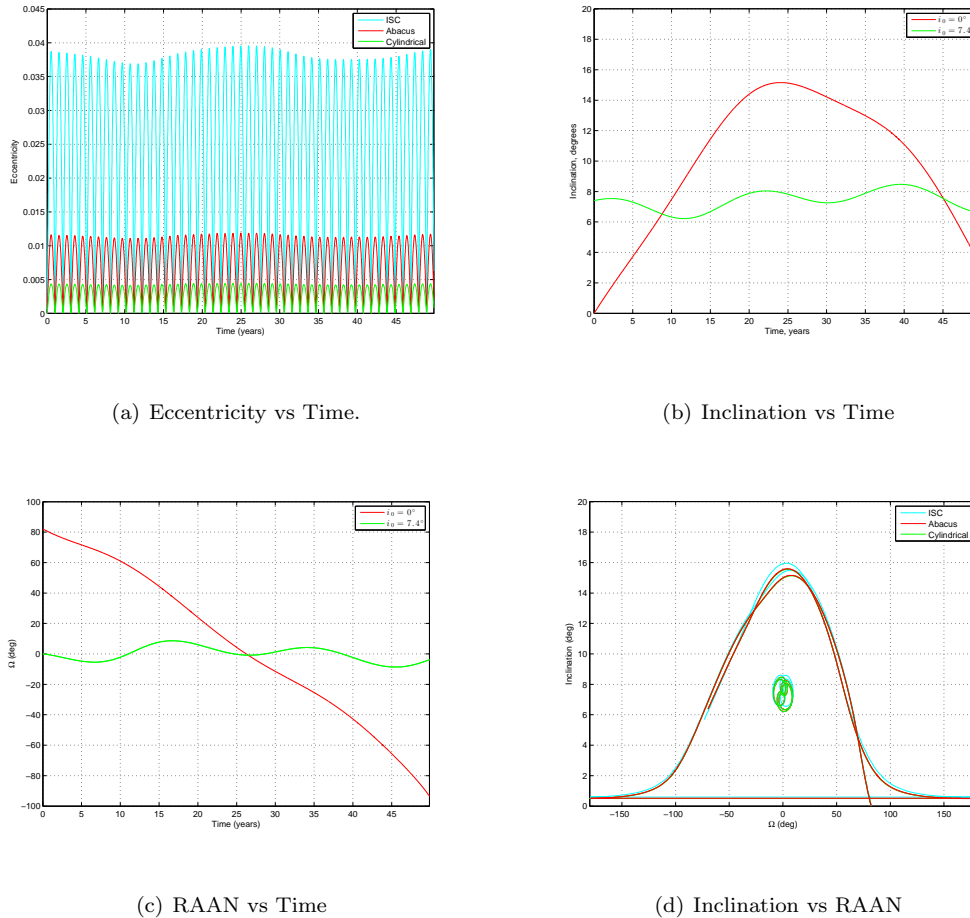 0.045
0.04
0.035
0.03
0.025
0.02
0.015
0.01
0.005
0
Eccentricity
0 5 10 15 20 25 30 35 40 45
Time (years)
ISC
Abacus
Cylindrical
(a) Eccentricity vs Time.
20
18
16
14
12
10
8
6
4
2
0
Inclination, degrees
0 5 10 15 20 25 30 35 40 45
Time, years
i₀ = 0°
i₀ = 7.4
(b) Inclination vs Time
100
80
60
40
20
0
−20
−40
−60
−80
−100
Ω (deg)
0 5 10 15 20 25 30 35 40 45
Time (years)
i₀ = 0°
i₀ = 7.4°
(c) RAAN vs Time
20
18
16
14
12
10
8
6
4
2
0
Inclination (deg)
−150 −100 −50 0 50 100 150
Ω (deg)
ISC
Abacus
Cylindrical
(d) Inclination vs RAAN